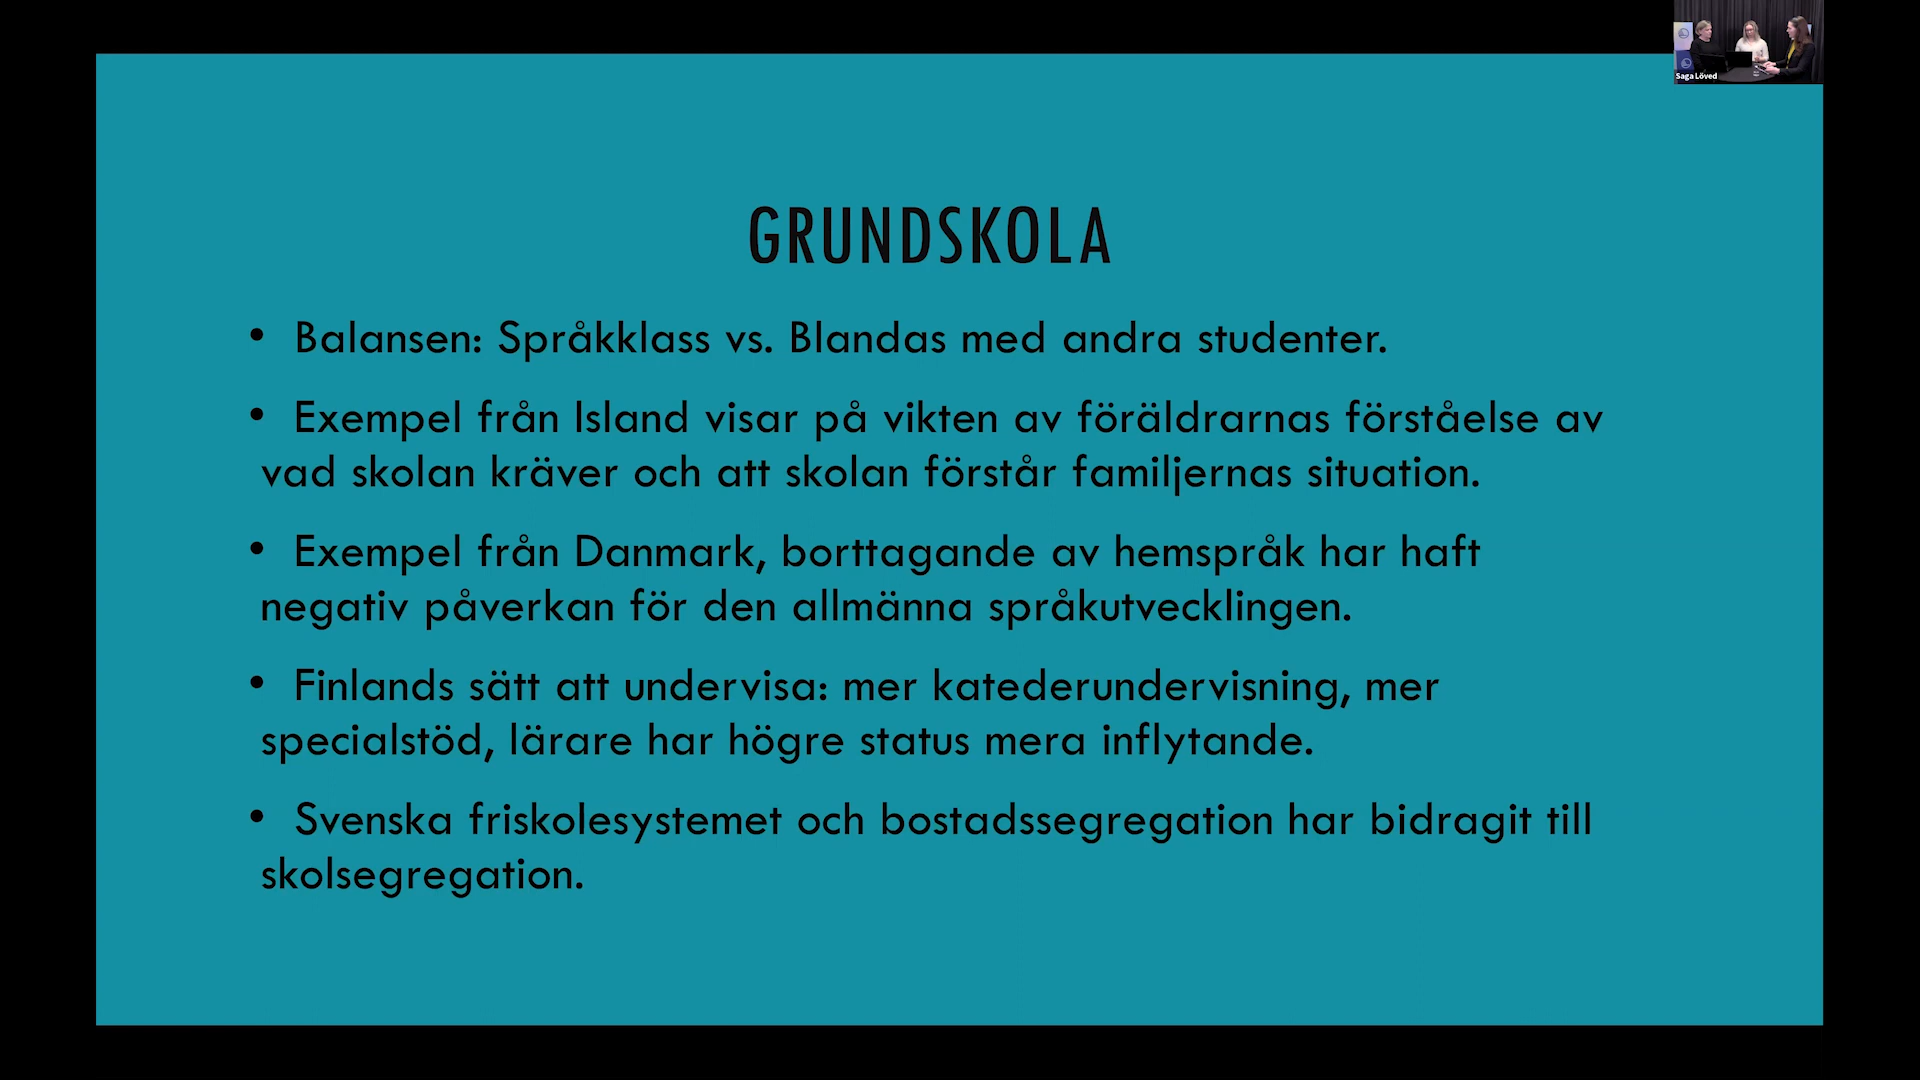 Saga Löved
GRUNDSKOLA
• Balansen: Språkklass vs. Blandas med andra studenter.
• Exempel från Island visar på vikten av föräldrarnas förståelse av
vad skolan kräver och att skolan förstår familjernas situation.
• Exempel från Danmark, borttagande av hemspråk har haft
negativ påverkan för den allmänna språkutvecklingen.
• Finlands sätt att undervisa: mer katederundervisning, mer
specialstöd, lärare har högre status mera inflytande.
• Svenska friskolesystemet och bostadssegregation har bidragit till
skolsegregation.